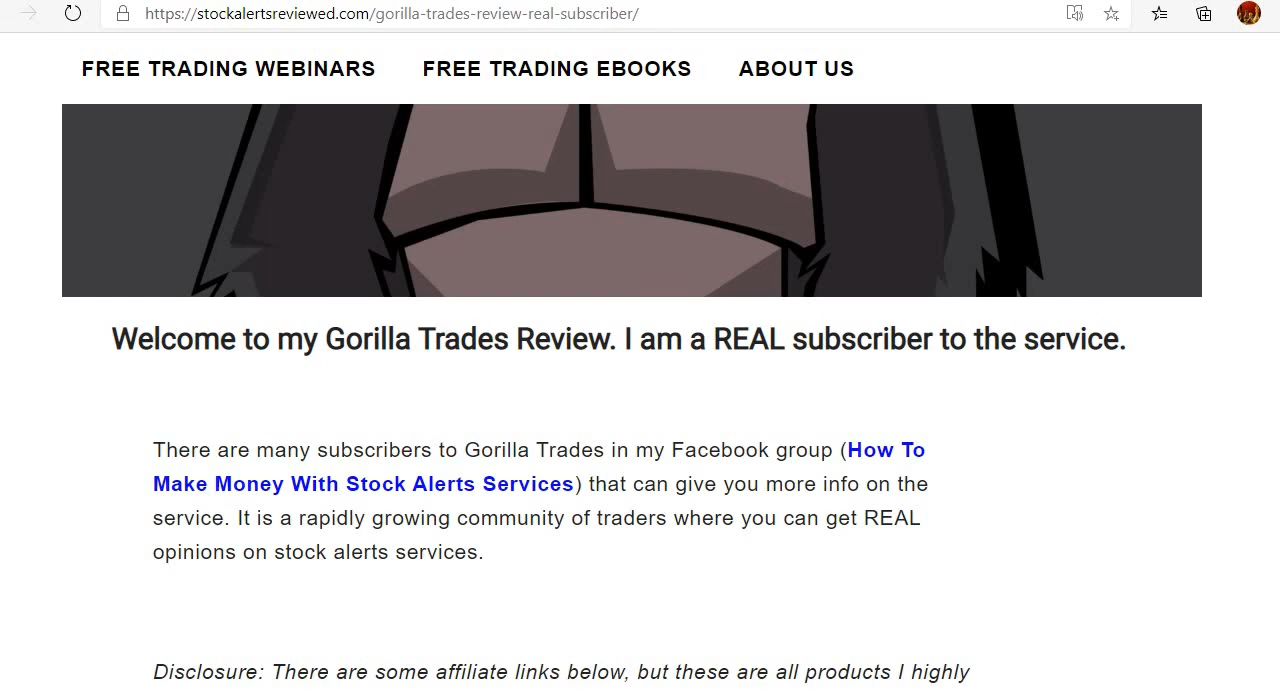 https://stockalertsreviewed.com/gorilla-trades-review-real-subscriber/
FREE TRADING WEBINARS FREE TRADING EBOOKS ABOUT US
Welcome to my Gorilla Trades Review. I am a REAL subscriber to the service.
There are many subscribers to Gorilla Trades in my Facebook group (How To
Make Money With Stock Alerts Services) that can give you more info on the
service. It is a rapidly growing community of traders where you can get REAL
opinions on stock alerts services.
Disclosure: There are some affiliate links below, but these are all products I highly